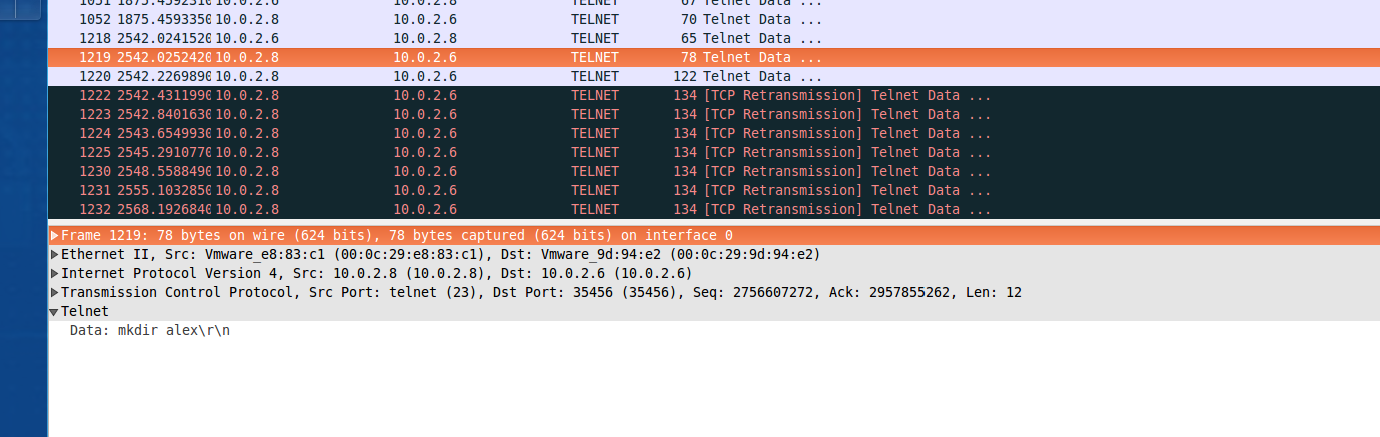 1051 1875.4592310 10.0.2.6 10.0.2.8 TELNET 67 Telnet Data ...
1052 1875.4593350 10.0.2.8 10.0.2.6 TELNET 70 Telnet Data ...
1218 2542.0241520 10.0.2.6 10.0.2.8 TELNET 65 Telnet Data ...
1219 2542.0252420 10.0.2.8 10.0.2.6 TELNET 78 Telnet Data ...
1220 2542.2269890 10.0.2.8 10.0.2.6 TELNET 122 Telnet Data ...
1222 2542.4311990 10.0.2.8 10.0.2.6 TELNET 134 [TCP Retransmission] Telnet Data ...
1223 2542.8401630 10.0.2.8 10.0.2.6 TELNET 134 [TCP Retransmission] Telnet Data ...
1224 2543.6549930 10.0.2.8 10.0.2.6 TELNET 134 [TCP Retransmission] Telnet Data ...
1225 2545.2910770 10.0.2.8 10.0.2.6 TELNET 134 [TCP Retransmission] Telnet Data ...
1230 2548.5588490 10.0.2.8 10.0.2.6 TELNET 134 [TCP Retransmission] Telnet Data ...
1231 2555.1032850 10.0.2.8 10.0.2.6 TELNET 134 [TCP Retransmission] Telnet Data ...
1232 2568.1926840 10.0.2.8 10.0.2.6 TELNET 134 [TCP Retransmission] Telnet Data ...
Frame 1219: 78 bytes on wire (624 bits), 78 bytes captured (624 bits) on interface 0
Ethernet II, Src: Vmware_e8:83:c1 (00:0c:29:e8:83:c1), Dst: Vmware_9d:94:e2 (00:0c:29:9d:94:e2)
Internet Protocol Version 4, Src: 10.0.2.8 (10.0.2.8), Dst: 10.0.2.6 (10.0.2.6)
Transmission Control Protocol, Src Port: telnet (23), Dst Port: 35456 (35456), Seq: 2756607272, Ack: 2957855262, Len: 12
Telnet
Data: mkdir alex\r\n